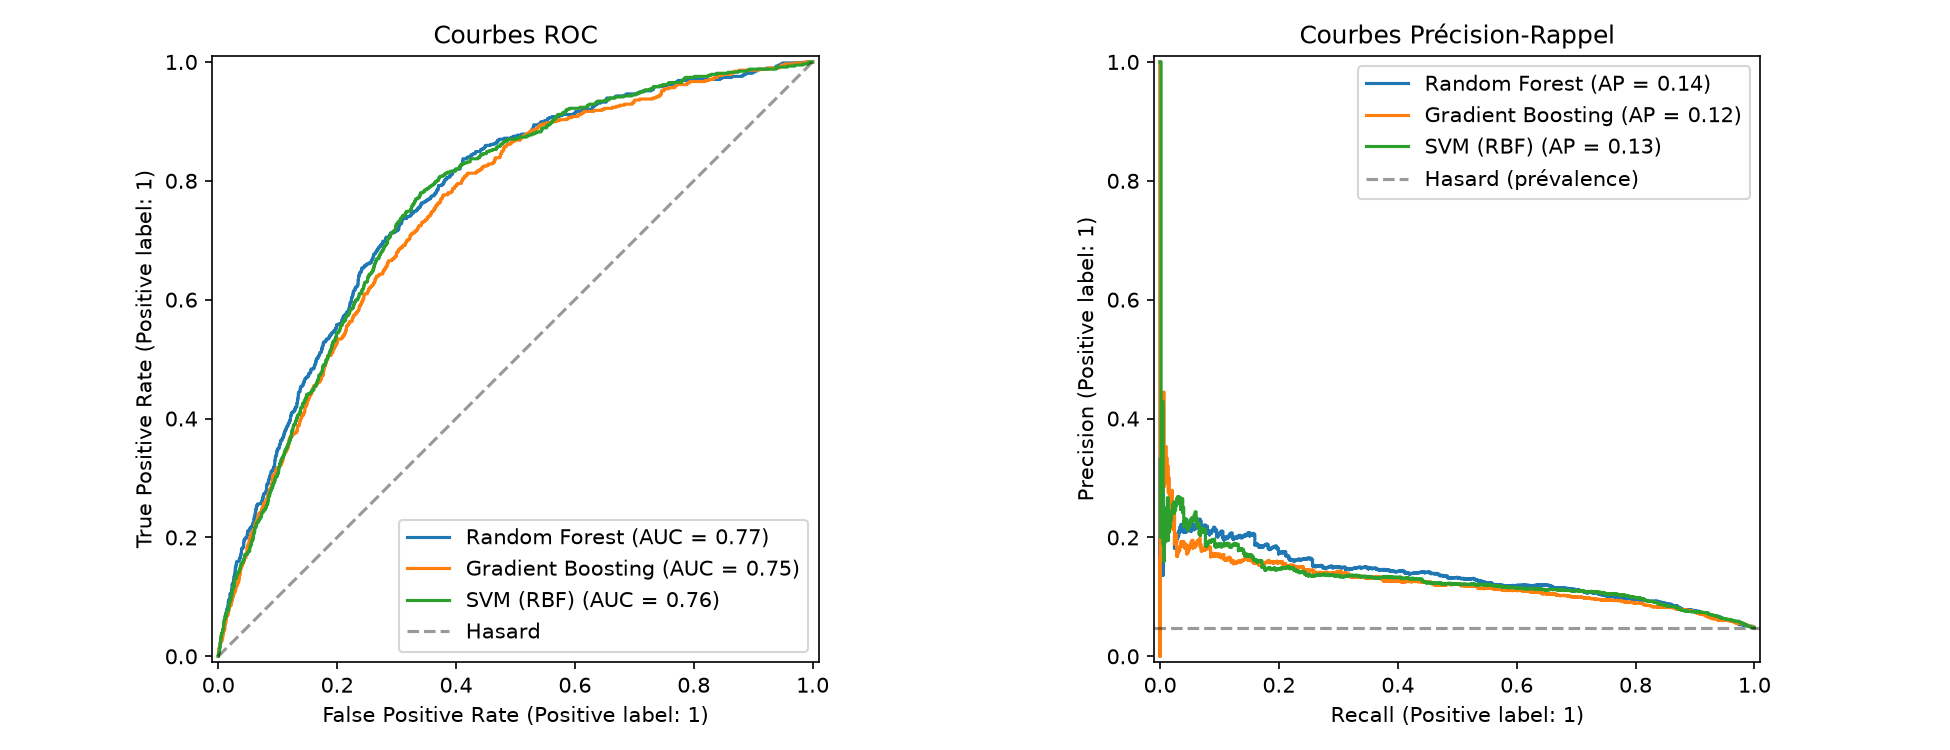 Courbes ROC
1.0
0.8
0.6
0.4
0.2
0.0
True Positive Rate (Positive label: 1)
Random Forest (AUC = 0.77)
Gradient Boosting (AUC = 0.75)
SVM (RBF) (AUC = 0.76)
Hasard
0.0 0.2 0.4 0.6 0.8 1.0
False Positive Rate (Positive label: 1)
Courbes Précision-Rappel
1.0
0.8
0.6
0.4
0.2
0.0
Precision (Positive label: 1)
Random Forest (AP = 0.14)
Gradient Boosting (AP = 0.12)
SVM (RBF) (AP = 0.13)
Hasard (prévalence)
0.0 0.2 0.4 0.6 0.8 1.0
Recall (Positive label: 1)